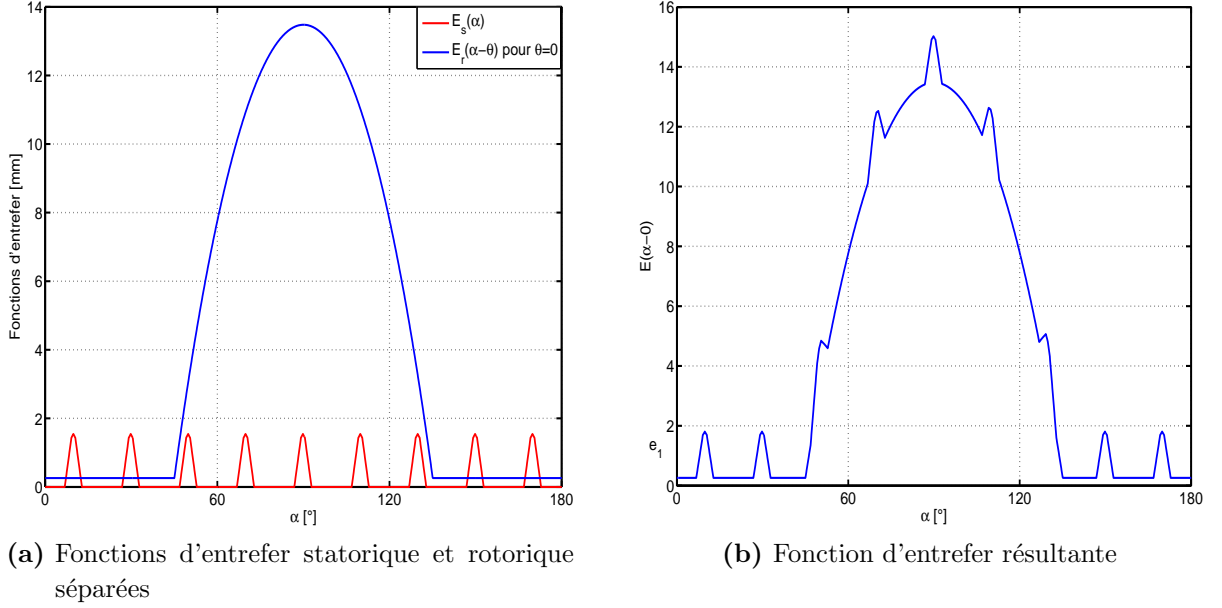 14
12
10
8
6
4
2
0
Fonctions d'entrefer [mm]
E_s(α)
E_r(α−θ) pour θ=0
0
60
120
180
α [°]
(a) Fonctions d'entrefer statorique et rotorique
séparées
16
14
12
10
8
6
4
2
e_1
0
E(α−0)
0
60
120
180
α [°]
(b) Fonction d'entrefer résultante